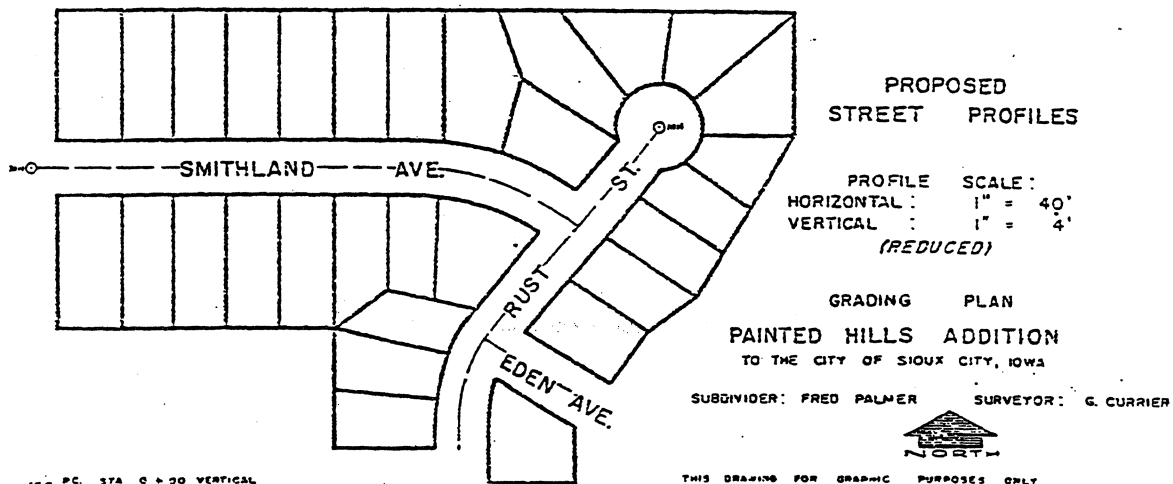 PROPOSED
STREET PROFILES
SMITHLAND AVE.
ST.
PROFILE SCALE:
HORIZONTAL: 1" = 40'
VERTICAL : 1" = 4'
(REDUCED)
RUST
GRADING PLAN
PAINTED HILLS ADDITION
TO THE CITY OF SIOUX CITY, IOWA
EDEN AVE.
SUBDIVIDER: FRED PALMER SURVEYOR: G. CURRIER
NORTH
P.C. STA 0 + 20 VERTICAL
THIS DRAWING FOR GRAPHIC PURPOSES ONLY